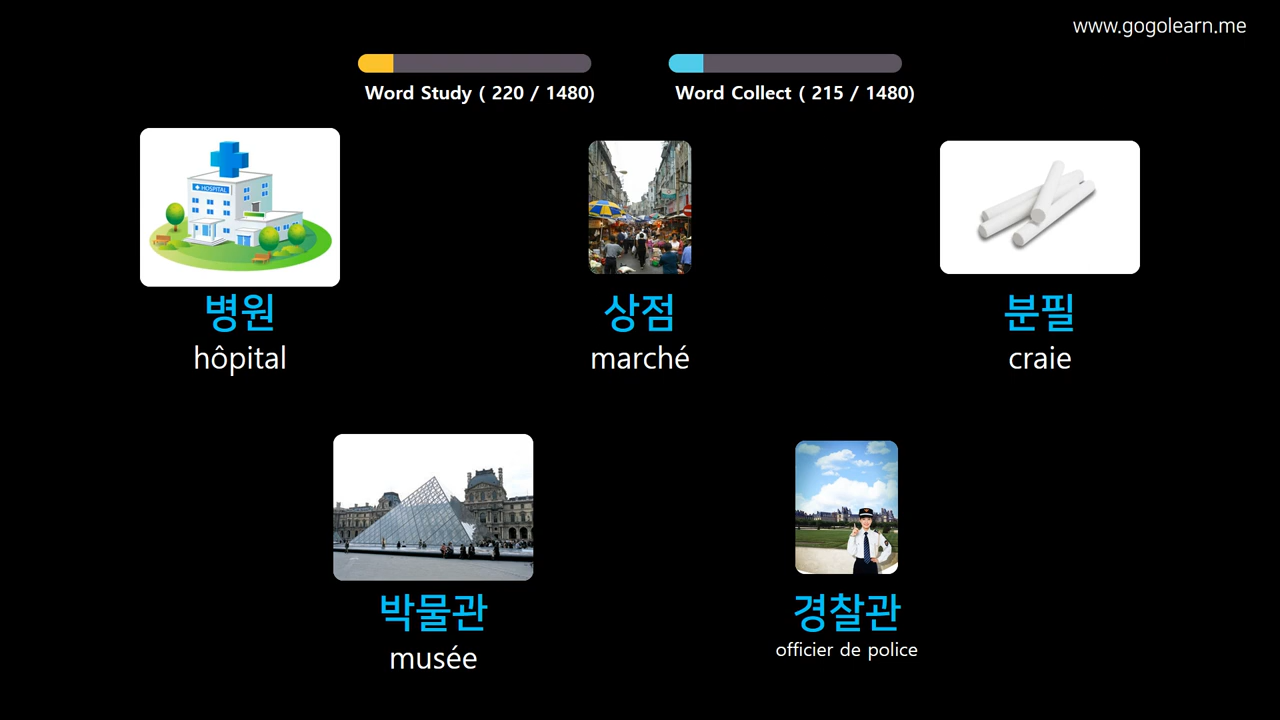 www.gogolearn.me
Word Study ( 220 / 1480)
Word Collect ( 215 / 1480)
HOSPITAL
병원
상점
분필
hôpital
marché
craie
박물관
경찰관
musée
officier de police